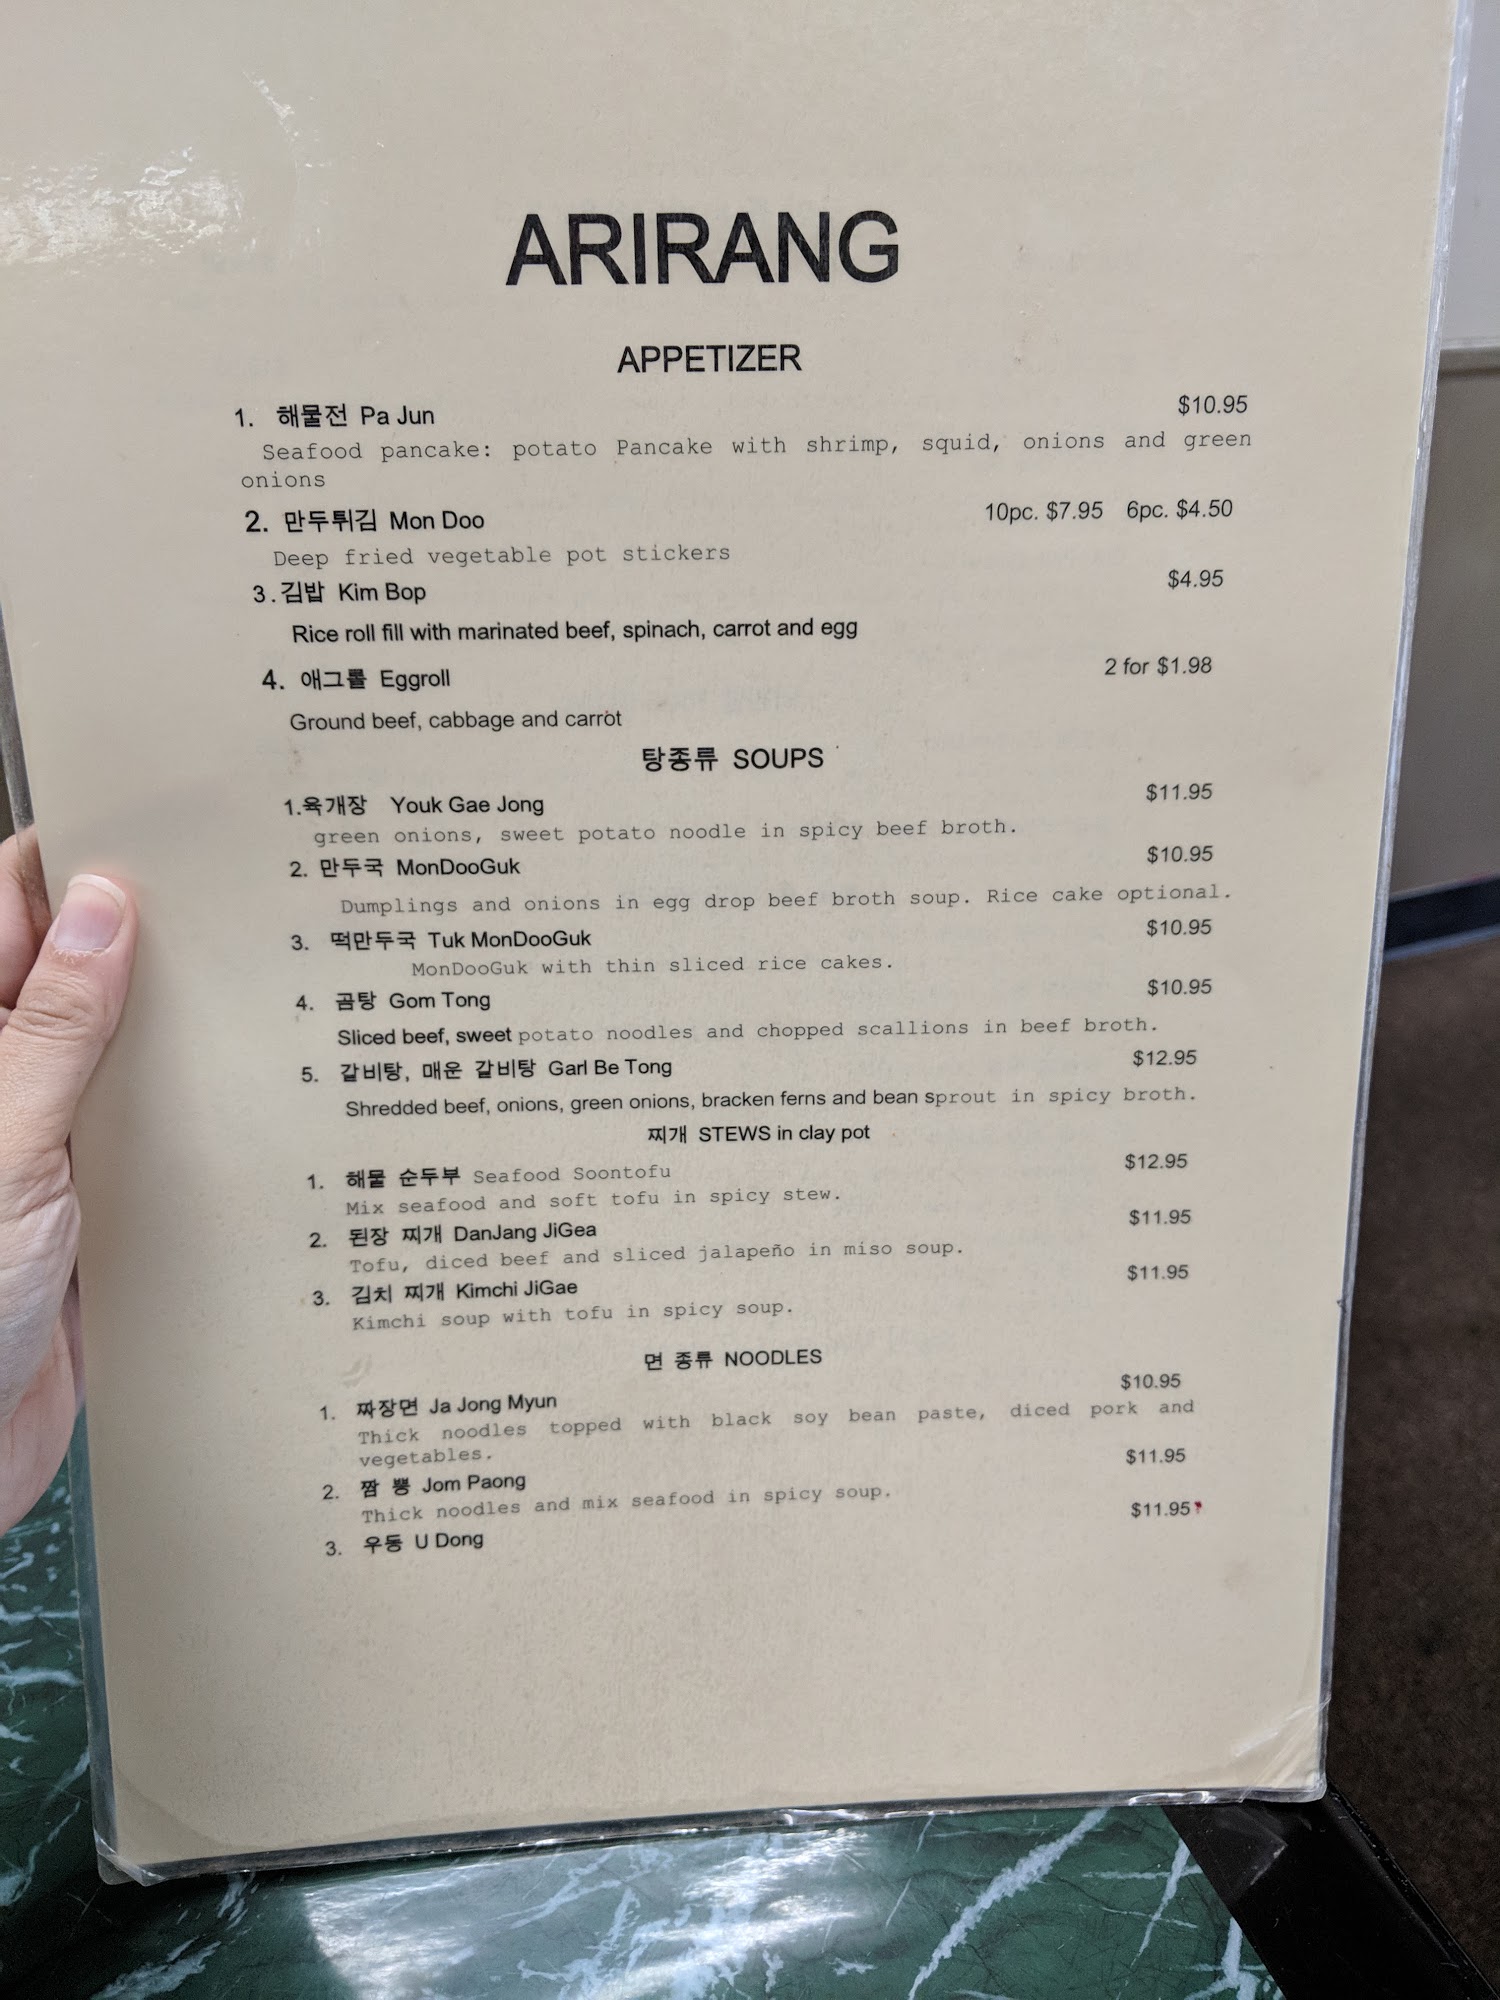 ARIRANG
APPETIZER
1. 해물전 Pa Jun $10.95
Seafood pancake: potato Pancake with shrimp, squid, onions and green
onions
2. 만두튀김 Mon Doo 10pc. $7.95 6pc. $4.50
Deep fried vegetable pot stickers
3.김밥 Kim Bop $4.95
Rice roll fill with marinated beef, spinach, carrot and egg
4. 애그롤 Eggroll 2 for $1.98
Ground beef, cabbage and carrot
탕종류 SOUPS
1.육개장 Youk Gae Jong $11.95
green onions, sweet potato noodle in spicy beef broth.
2. 만두국 MonDooGuk $10.95
Dumplings and onions in egg drop beef broth soup. Rice cake optional.
3. 떡만두국 Tuk MonDooGuk $10.95
MonDooGuk with thin sliced rice cakes.
4. 곰탕 Gom Tong $10.95
Sliced beef, sweet potato noodles and chopped scallions in beef broth.
5. 갈비탕, 매운 갈비탕 Garl Be Tong $12.95
Shredded beef, onions, green onions, bracken ferns and bean sprout in spicy broth.
찌개 STEWS in clay pot
1. 해물 순두부 Seafood Soontofu $12.95
Mix seafood and soft tofu in spicy stew.
2. 된장 찌개 DanJang JiGea $11.95
Tofu, diced beef and sliced jalapeño in miso soup.
3. 김치 찌개 Kimchi JiGae $11.95
Kimchi soup with tofu in spicy soup.
면 종류 NOODLES
1. 짜장면 Ja Jong Myun $10.95
Thick noodles topped with black soy bean paste, diced pork and
vegetables.
2. 짬 뽕 Jom Paong $11.95
Thick noodles and mix seafood in spicy soup.
3. 우동 U Dong $11.95